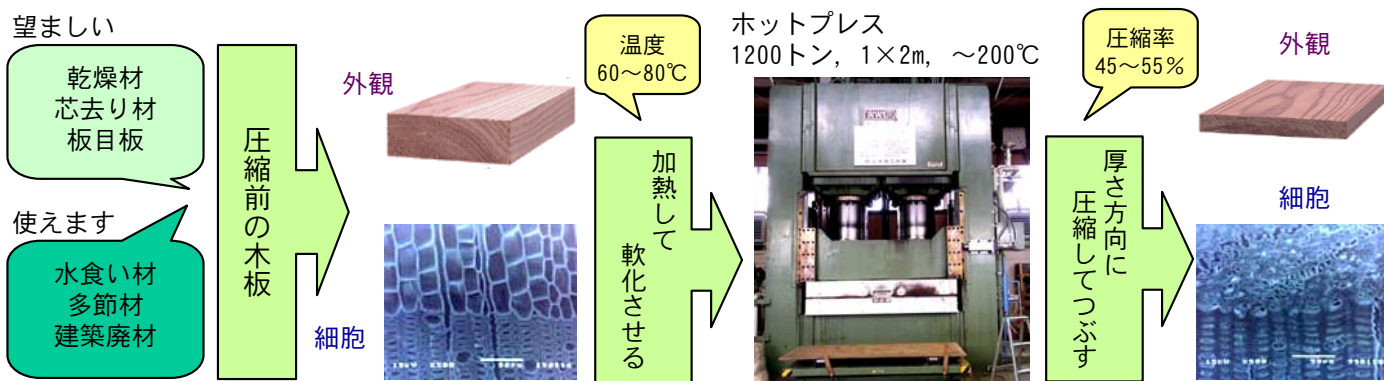 望ましい
乾燥材
芯去り材
板目板
使えます
水食い材
多節材
建築廃材
圧縮前の木板
外観
細胞
温度
60～80℃
加熱して
軟化させる
ホットプレス
1200トン, 1×2m, ～200℃
圧縮率
45～55%
厚さ方向に
圧縮してつぶす
外観
細胞